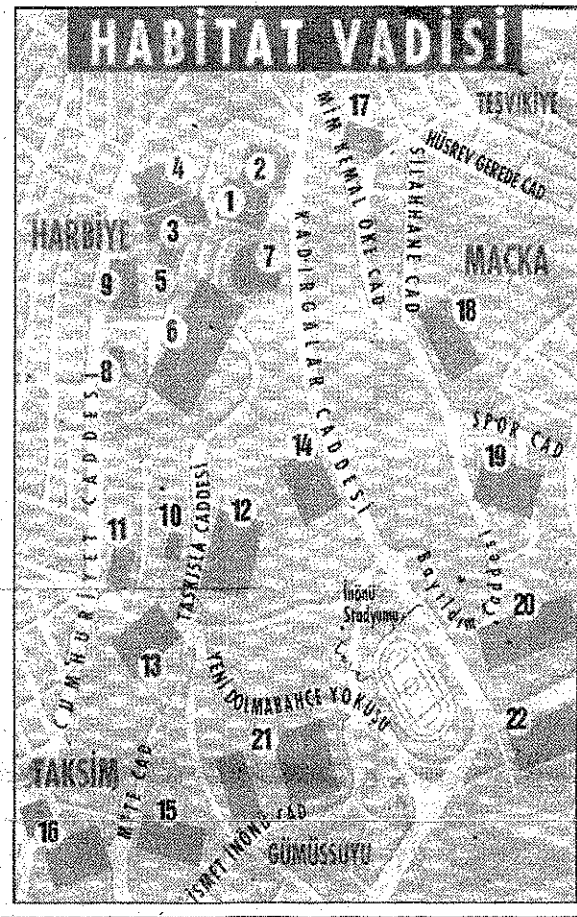 HABİTAT VADİSİ
17
TEŞVİKİYE
MİM KEMAL ÖKE CAD
SİLAHHANE CAD
HÜSREV GEREDE CAD
4
2
1
3
HARBİYE
KADIRGALAR CADDESİ
7
9
5
MACKA
6
18
8
CUMHURİYET CADDESİ
SPOR CAD
14
19
TAŞKIŞLA CADDESİ
12
10
11
Bayıldım Caddesi
20
İnönü
Stadyumu
13
YENİ DOLMABAHÇE YOKUŞU
22
21
TAKSİM
METE CAD
15
16
İSMET İNÖNÜ CAD
GÜMÜŞSUYU